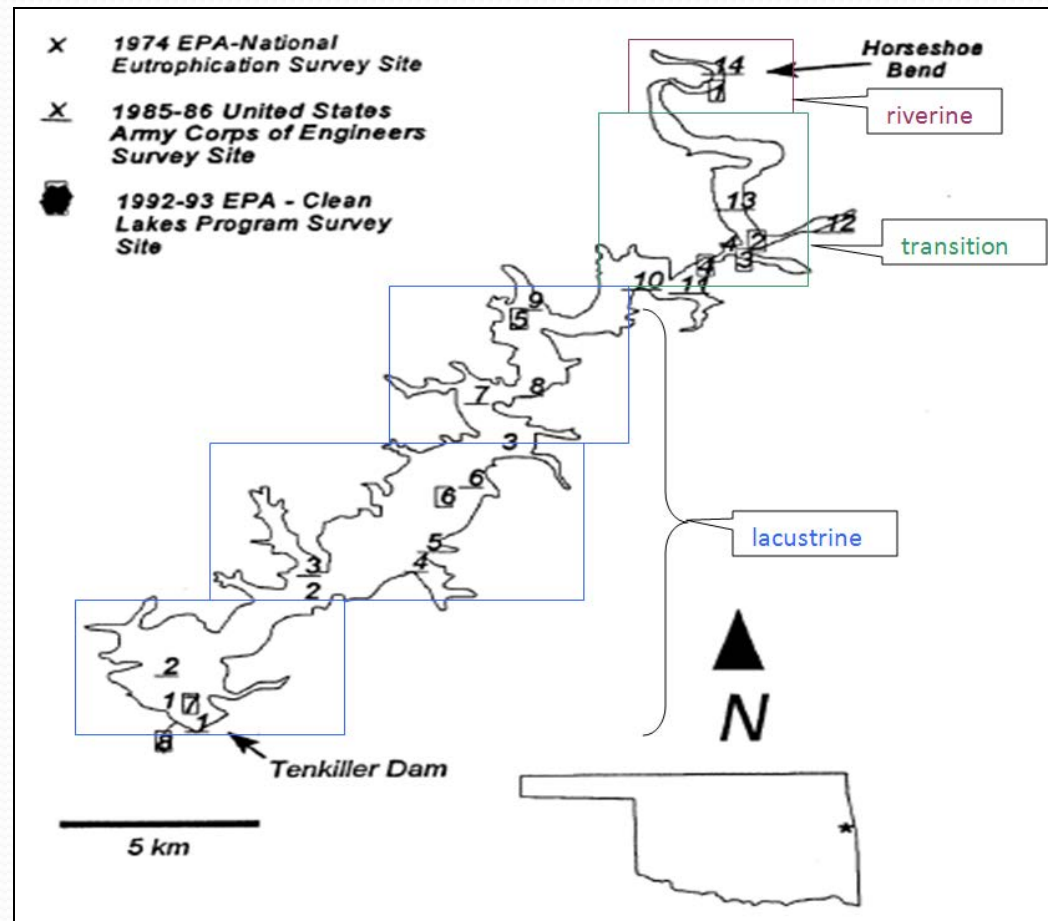 X 1974 EPA-National
Eutrophication Survey Site
X 1985-86 United States
Army Corps of Engineers
Survey Site
1992-93 EPA - Clean
Lakes Program Survey
Site
Horseshoe
Bend
14
1
riverine
13
12
4
2
3
transition
4
10
11
9
5
8
7
3
6
6
5
4
3
2
lacustrine
2
1
7
1
8
Tenkiller Dam
N
5 km
*